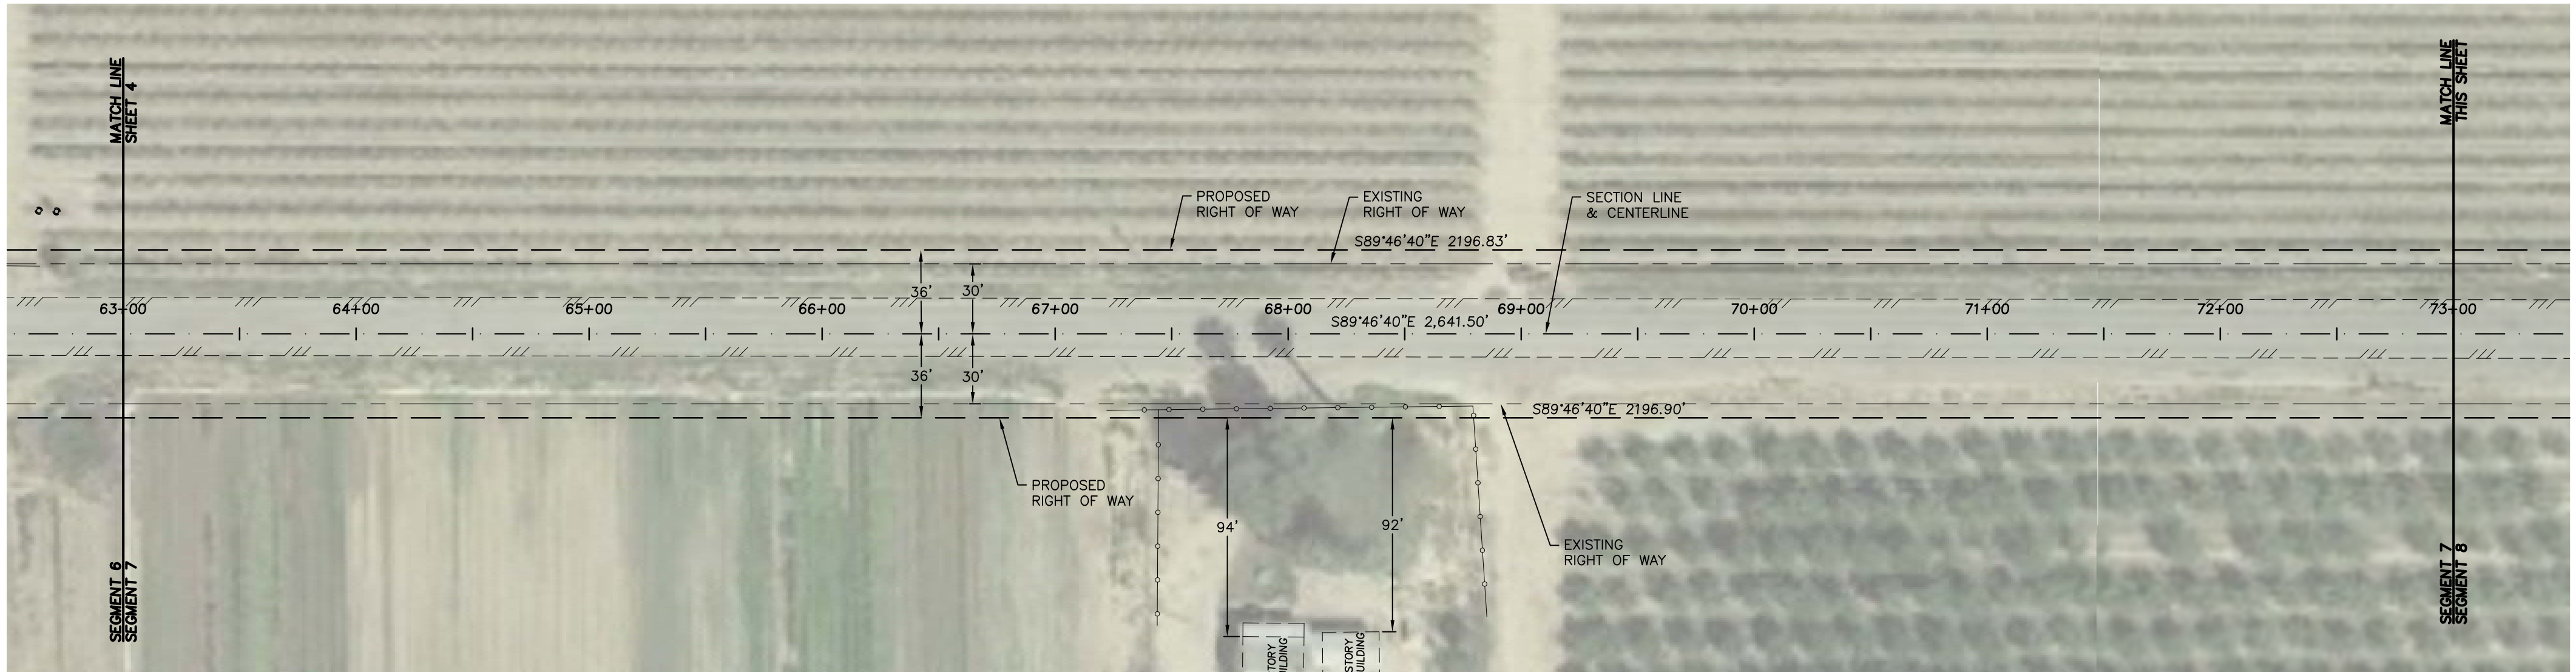 MATCH LINE
SHEET 4
MATCH LINE
THIS SHEET
PROPOSED
RIGHT OF WAY
EXISTING
RIGHT OF WAY
SECTION LINE
& CENTERLINE
S89°46'40"E 2196.83'
36'
30'
63+00
64+00
65+00
66+00
67+00
68+00
69+00
70+00
71+00
72+00
73+00
S89°46'40"E 2,641.50'
36'
30'
S89°46'40"E 2196.90'
PROPOSED
RIGHT OF WAY
94'
92'
EXISTING
RIGHT OF WAY
SEGMENT 6
SEGMENT 7
SEGMENT 7
SEGMENT 8
TORY
ILDING
STORY
UILDING